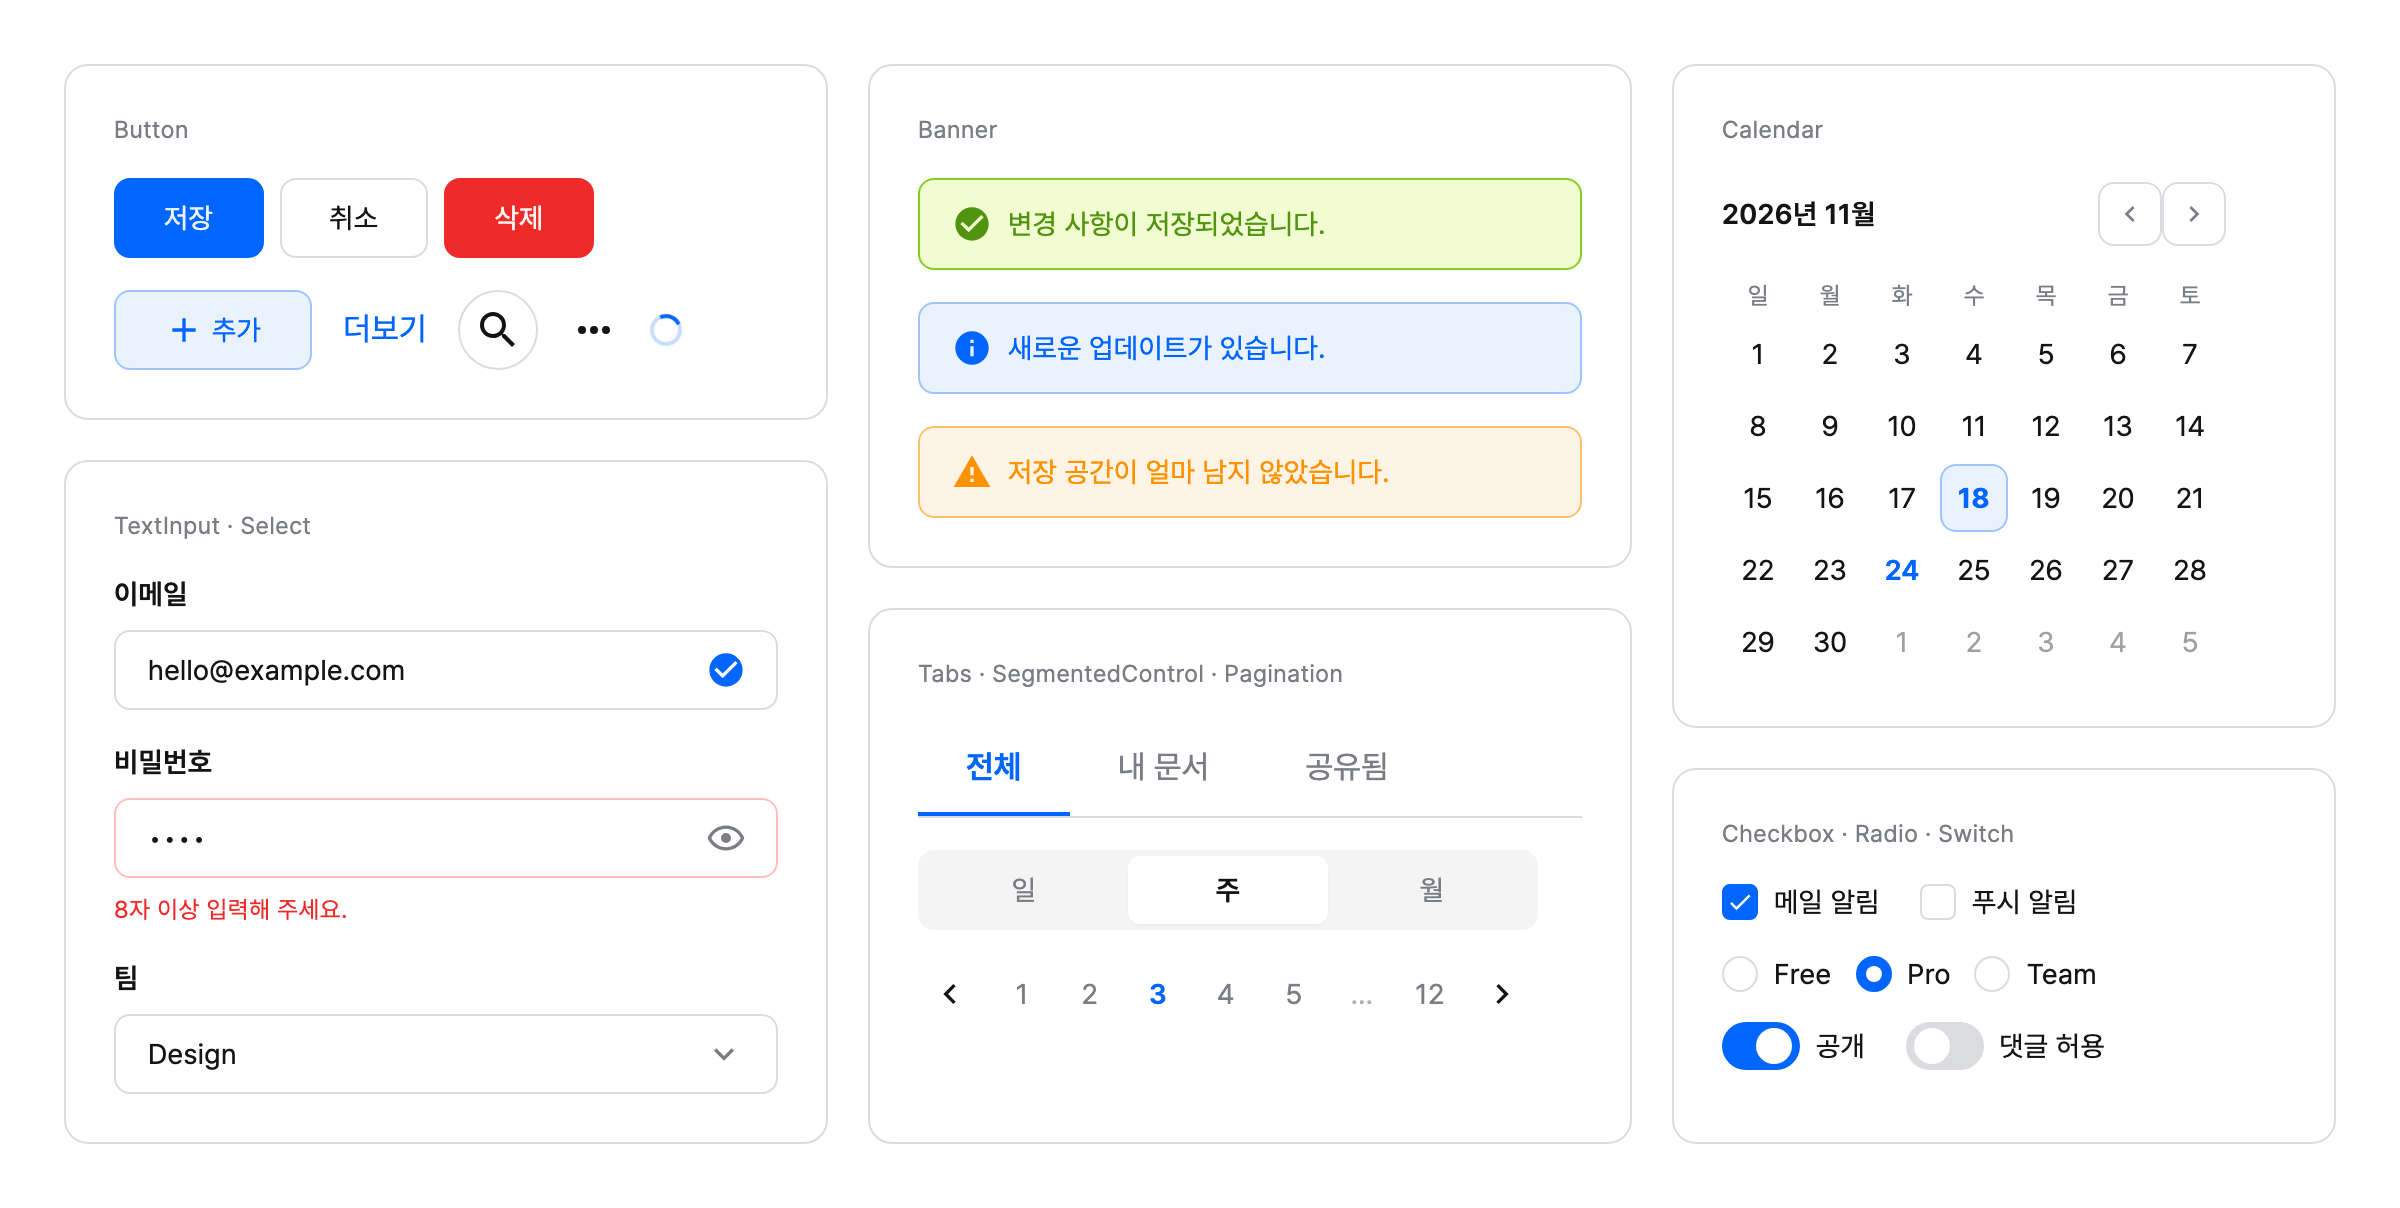 Button
저장 취소 삭제
추가 더보기
TextInput · Select
이메일
hello@example.com
비밀번호
••••
8자 이상 입력해 주세요.
팀
Design
Banner
변경 사항이 저장되었습니다.
새로운 업데이트가 있습니다.
저장 공간이 얼마 남지 않았습니다.
Tabs · SegmentedControl · Pagination
전체 내 문서 공유됨
일 주 월
1 2 3 4 5 ... 12
Calendar
2026년 11월
일 월 화 수 목 금 토
1 2 3 4 5 6 7
8 9 10 11 12 13 14
15 16 17 18 19 20 21
22 23 24 25 26 27 28
29 30 1 2 3 4 5
Checkbox · Radio · Switch
메일 알림 푸시 알림
Free Pro Team
공개 댓글 허용